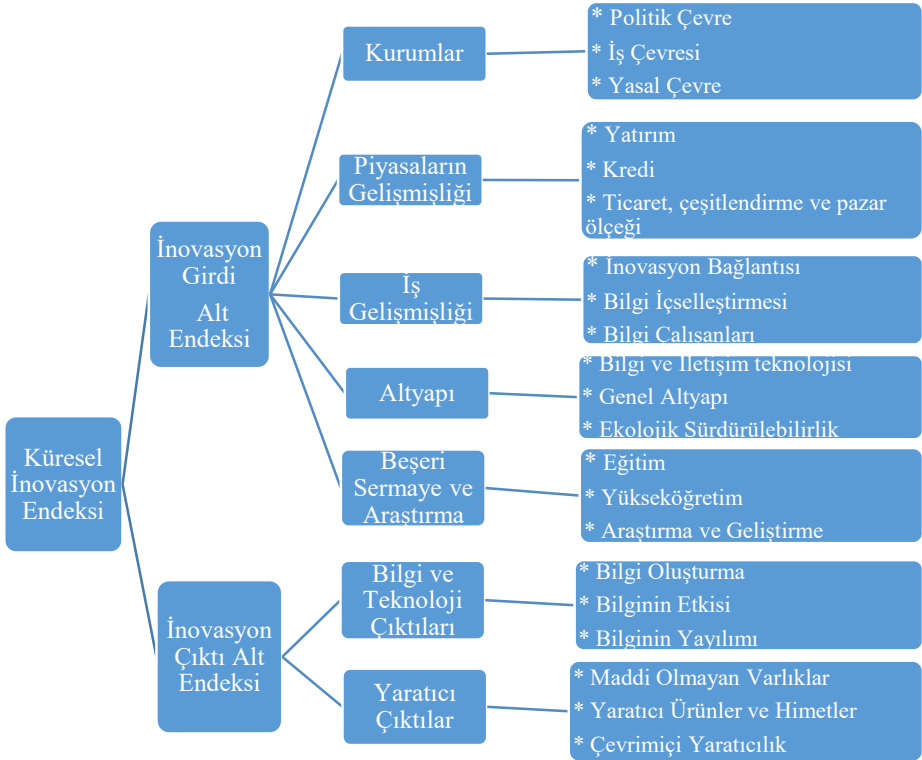 Küresel
İnovasyon
Endeksi
İnovasyon
Girdi
Alt
Endeksi
Kurumlar
* Politik Çevre
* İş Çevresi
* Yasal Çevre
Piyasaların
Gelişmişliği
* Yatırım
* Kredi
* Ticaret, çeşitlendirme ve pazar
ölçeği
İş
Gelişmişliği
* İnovasyon Bağlantısı
* Bilgi İçselleştirmesi
* Bilgi Çalışanları
Altyapı
* Bilgi ve İletişim teknolojisi
* Genel Altyapı
* Ekolojik Sürdürülebilirlik
Beşeri
Sermaye ve
Araştırma
* Eğitim
* Yükseköğretim
* Araştırma ve Geliştirme
İnovasyon
Çıktı Alt
Endeksi
Bilgi ve
Teknoloji
Çıktıları
* Bilgi Oluşturma
* Bilginin Etkisi
* Bilginin Yayılımı
Yaratıcı
Çıktılar
* Maddi Olmayan Varlıklar
* Yaratıcı Ürünler ve Himetler
* Çevrimiçi Yaratıcılık